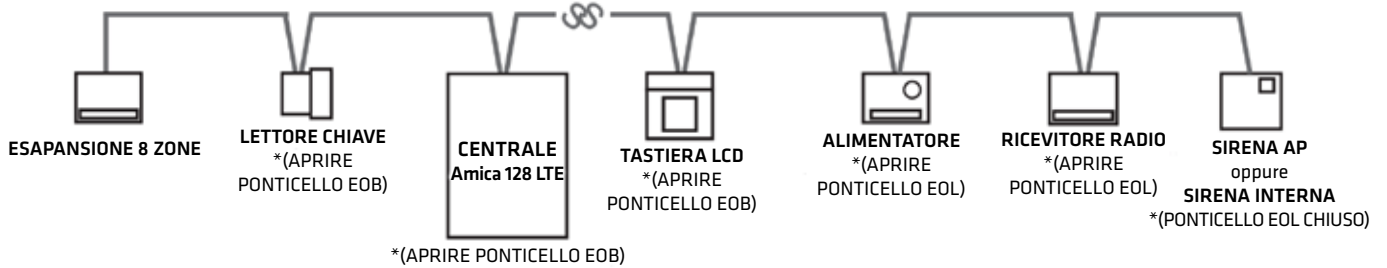 ESAPANSIONE 8 ZONE
LETTORE CHIAVE
*(APRIRE
PONTICELLO EOB)
CENTRALE
Amica 128 LTE
*(APRIRE PONTICELLO EOB)
TASTIERA LCD
*(APRIRE
PONTICELLO EOB)
ALIMENTATORE
*(APRIRE
PONTICELLO EOL)
RICEVITORE RADIO
*(APRIRE
PONTICELLO EOL)
SIRENA AP
oppure
SIRENA INTERNA
*(PONTICELLO EOL CHIUSO)